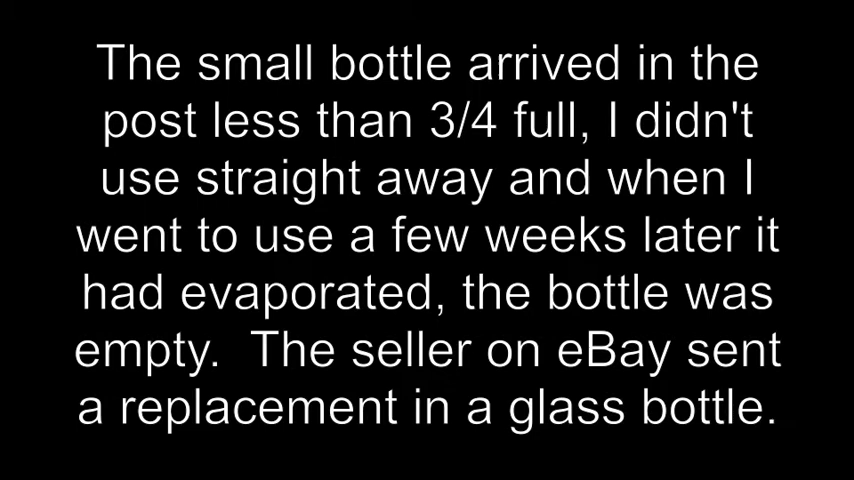 The small bottle arrived in the
post less than 3/4 full, I didn't
use straight away and when I
went to use a few weeks later it
had evaporated, the bottle was
empty.  The seller on eBay sent
a replacement in a glass bottle.